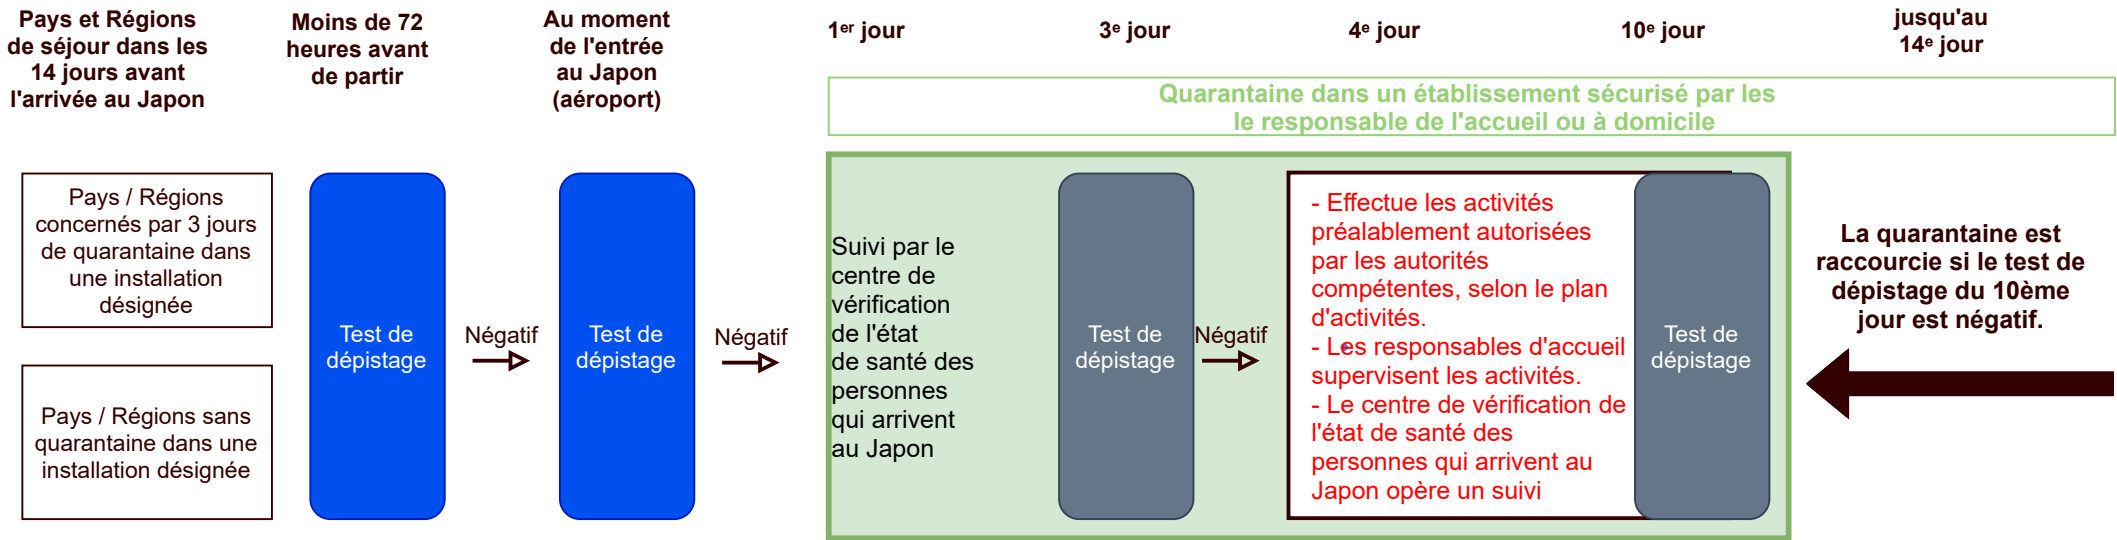 Pays et Régions
de séjour dans les
14 jours avant
l'arrivée au Japon
Moins de 72
heures avant
de partir
Au moment
de l'entrée
au Japon
(aéroport)
1er jour
3e jour
4e jour
10e jour
jusqu'au
14e jour
Quarantaine dans un établissement sécurisé par les
le responsable de l'accueil ou à domicile
Pays / Régions
concernés par 3 jours
de quarantaine dans
une installation
désignée
Pays / Régions sans
quarantaine dans une
installation désignée
Test de
dépistage
Négatif
Test de
dépistage
Négatif
Suivi par le
centre de
vérification
de l'état
de santé des
personnes
qui arrivent
au Japon
Test de
dépistage
Négatif
- Effectue les activités
préalablement autorisées
par les autorités
compétentes, selon le plan
d'activités.
- Les responsables d'accueil
supervisent les activités.
- Le centre de vérification de
l'état de santé des
personnes qui arrivent au
Japon opère un suivi
Test de
dépistage
La quarantaine est
raccourcie si le test de
dépistage du 10ème
jour est négatif.